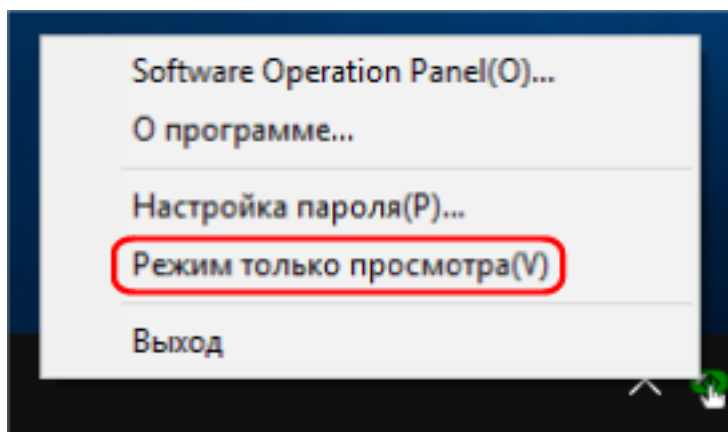 Software Operation Panel(O)...
О программе...
Настройка пароля(P)...
Режим только просмотра(V)
Выход